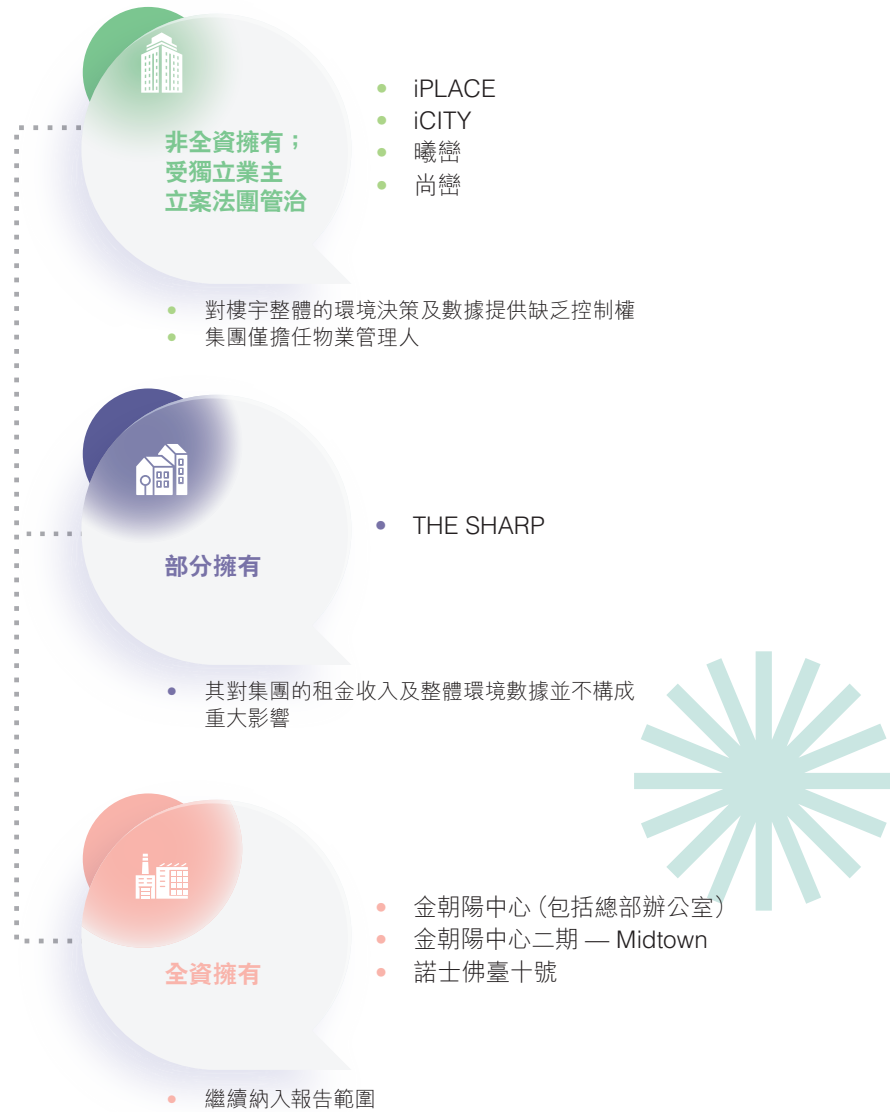 非全資擁有；
受獨立業主
立案法團管治
• iPLACE
• iCITY
• 曦巒
• 尚巒
• 對樓宇整體的環境決策及數據提供缺乏控制權
• 集團僅擔任物業管理人
部分擁有
• THE SHARP
• 其對集團的租金收入及整體環境數據並不構成
重大影響
全資擁有
• 金朝陽中心（包括總部辦公室）
• 金朝陽中心二期 — Midtown
• 諾士佛臺十號
• 繼續納入報告範圍